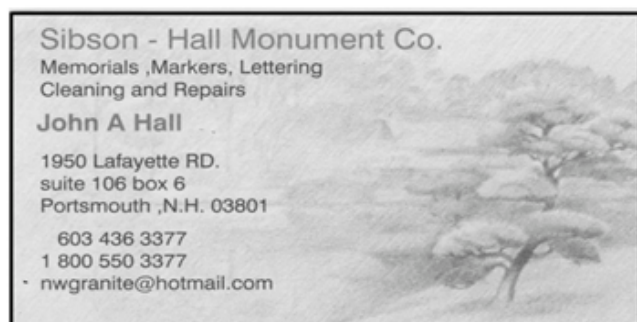 Sibson - Hall Monument Co.
Memorials ,Markers, Lettering
Cleaning and Repairs
John A Hall
1950 Lafayette RD.
suite 106 box 6
Portsmouth ,N.H. 03801
603 436 3377
1 800 550 3377
nwgranite@hotmail.com